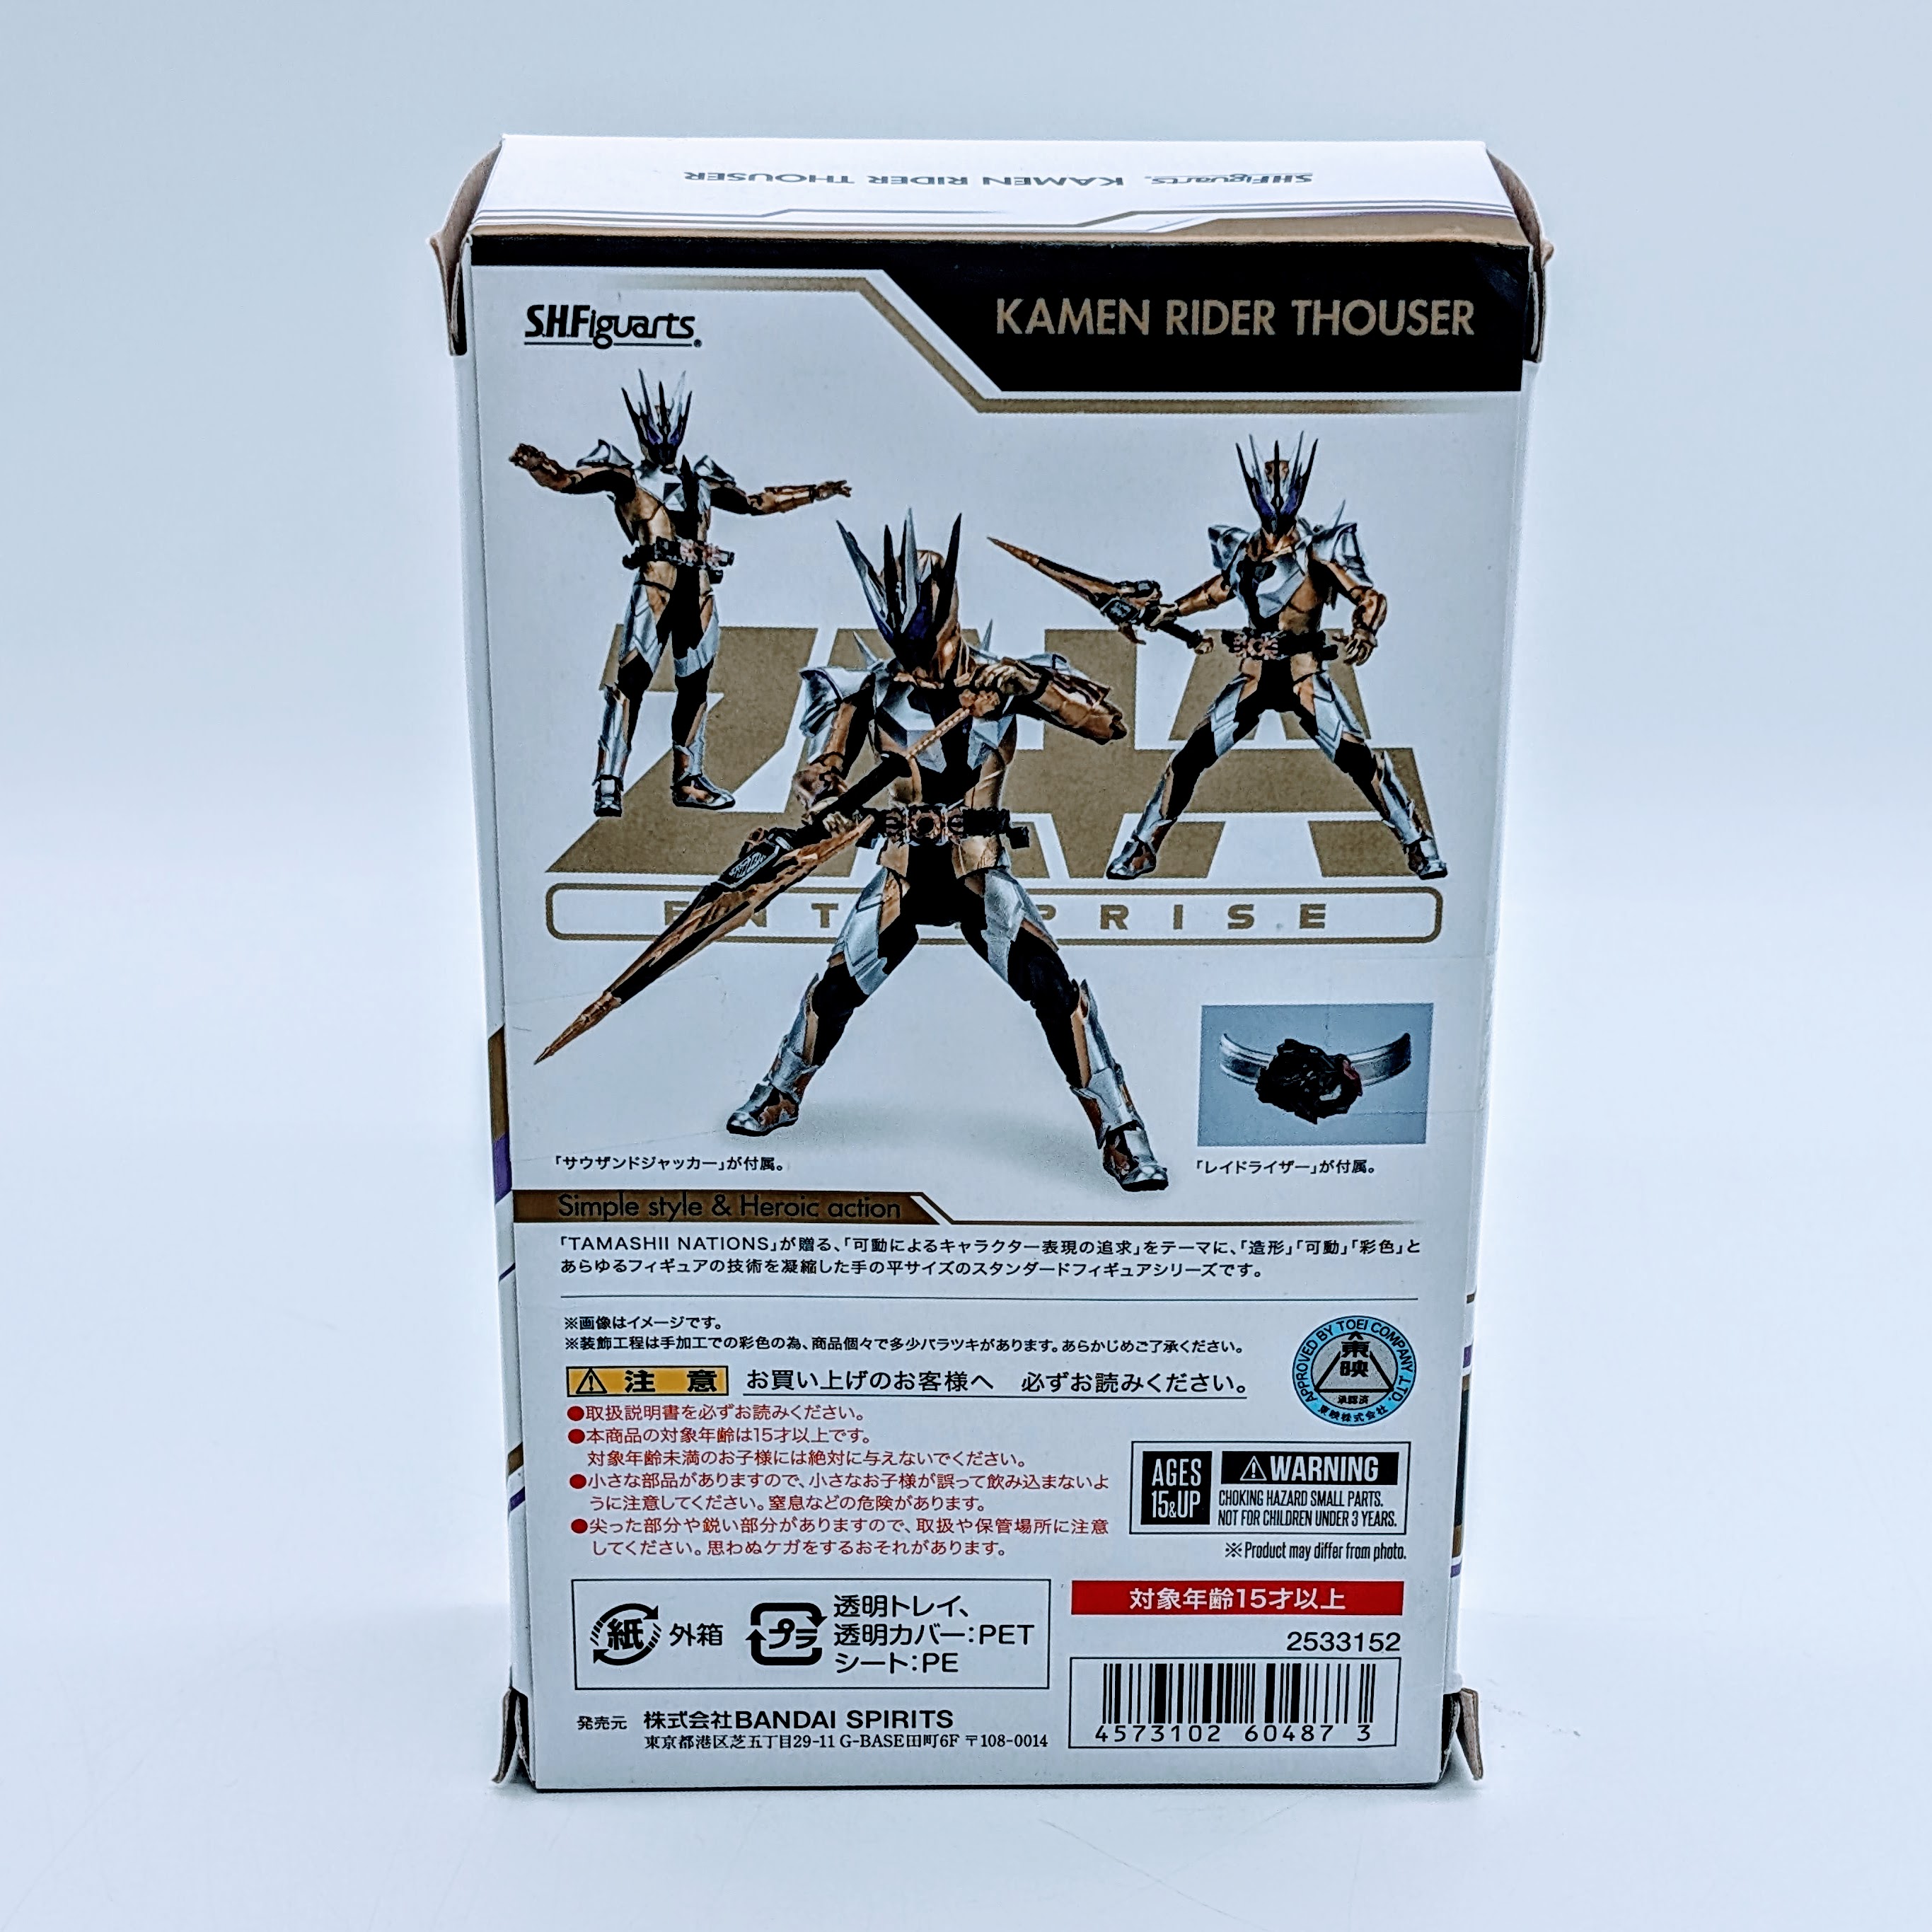 S.H.Figuarts. KAMEN RIDER THOUSER
S.H.Figuarts®
KAMEN RIDER THOUSER
ZAIA
ENTERPRISE
「サウザンドジャッカー」が付属。
「レイドライザー」が付属。
Simple style & Heroic action
「TAMASHII NATIONS」が贈る、「可動によるキャラクター表現の追求」をテーマに、「造形」「可動」「彩色」と
あらゆるフィギュアの技術を凝縮した手の平サイズのスタンダードフィギュアシリーズです。
※画像はイメージです。
※装飾工程は手加工での彩色の為、商品個々で多少バラツキがあります。あらかじめご了承ください。
APPROVED BY TOEI COMPANY, LTD.
東映
承認済
東映株式会社
⚠注 意 お買い上げのお客様へ 必ずお読みください。
●取扱説明書を必ずお読みください。
●本商品の対象年齢は15才以上です。
対象年齢未満のお子様には絶対に与えないでください。
●小さな部品がありますので、小さなお子様が誤って飲み込まないよ
うに注意してください。窒息などの危険があります。
●尖った部分や鋭い部分がありますので、取扱や保管場所に注意
してください。思わぬケガをするおそれがあります。
AGES
15&UP
⚠WARNING
CHOKING HAZARD SMALL PARTS.
NOT FOR CHILDREN UNDER 3 YEARS.
※Product may differ from photo.
紙 外箱
プラ
透明トレイ、
透明カバー:PET
シート:PE
対象年齢15才以上
2533152
4573102 60487 3
発売元 株式会社BANDAI SPIRITS
東京都港区芝五丁目29-11 G-BASE田町6F 〒108-0014